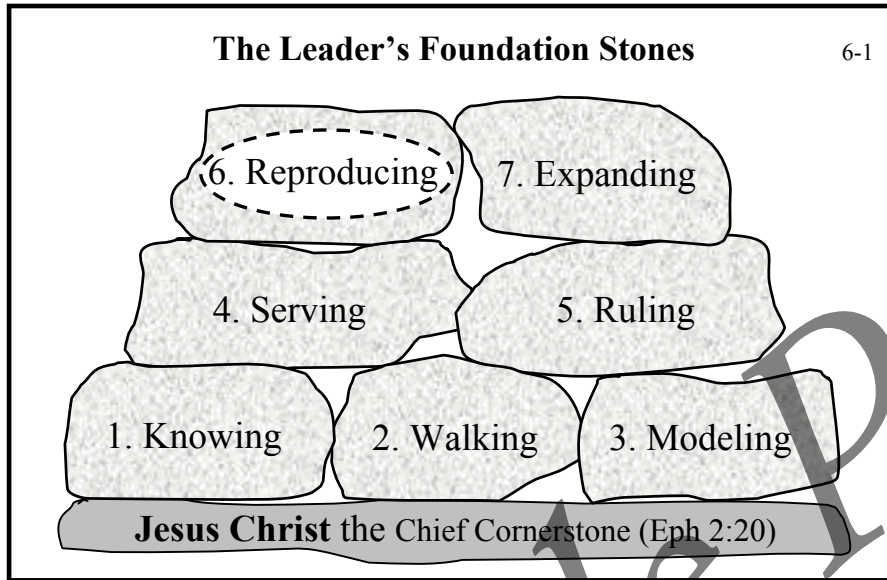 The Leader’s Foundation Stones 6-1
6. Reproducing 7. Expanding
4. Serving 5. Ruling
1. Knowing 2. Walking 3. Modeling
Jesus Christ the Chief Cornerstone (Eph 2:20)